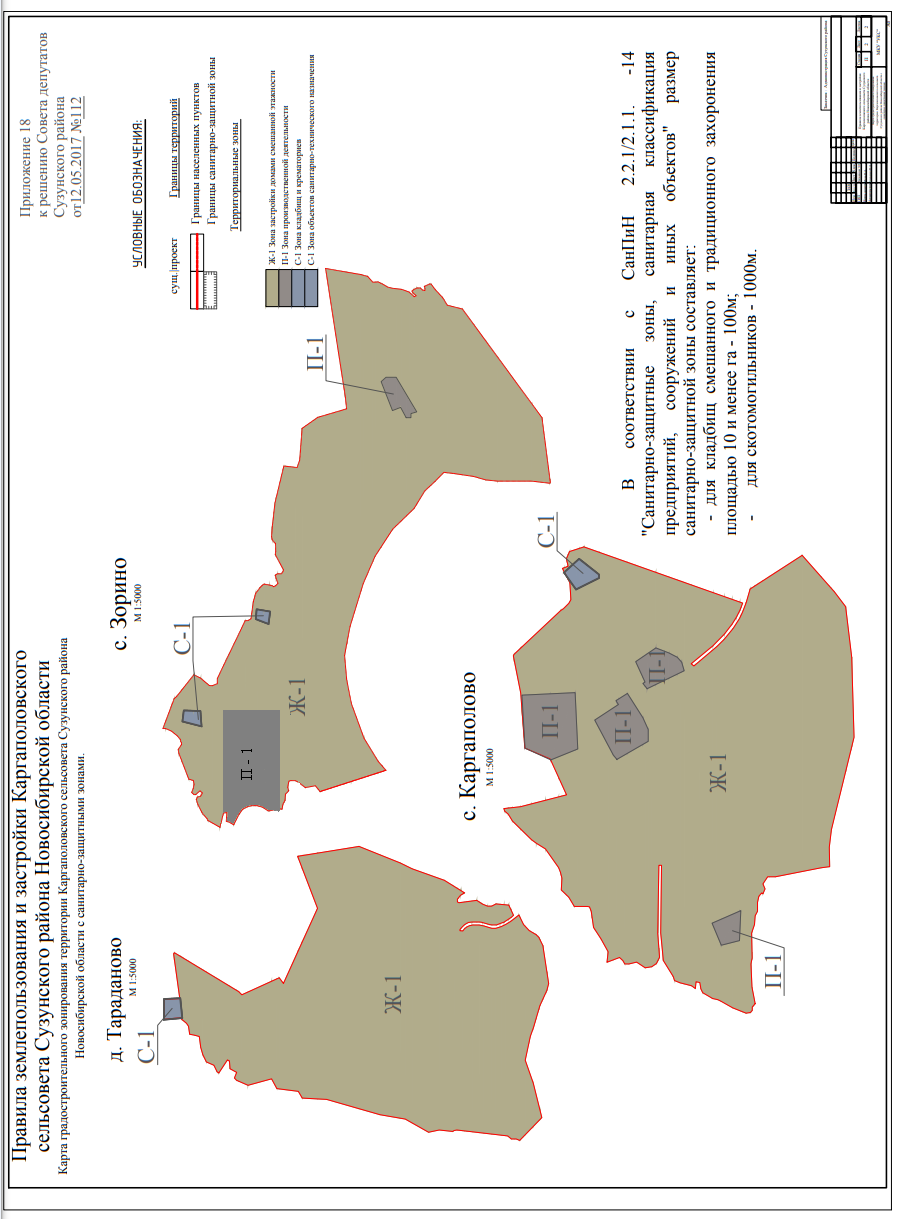 Правила землепользования и застройки Каргаполовского
сельсовета Сузунского района Новосибирской области
Карта градостроительного зонирования территории Каргаполовского сельсовета Сузунского района
Новосибирской области с санитарно-защитными зонами.
Приложение 18
к решению Совета депутатов
Сузунского района
от12.05.2017 №112
УСЛОВНЫЕ ОБОЗНАЧЕНИЯ:
сущ.
проект
Границы территорий
Границы населенных пунктов
Границы санитарно-защитной зоны
Территориальные зоны
Ж-1 Зона застройки домами смешанной этажности
П-1 Зона производственной деятельности
С-1 Зона кладбищ и крематориев
С-1 Зона объектов санитарно-технического назначения
д. Тараданово
М 1:5000
С-1
Ж-1
с. Зорино
М 1:5000
С-1
П - 1
Ж-1
П-1
с. Каргаполово
М 1:5000
С-1
П-1
П-1
П-1
Ж-1
П-1
В соответствии с СанПиН 2.2.1/2.1.1. -14
"Санитарно-защитные зоны, санитарная классификация
предприятий, сооружений и иных объектов" размер
санитарно-защитной зоны составляет:
- для кладбищ смешанного и традиционного захоронения
площадью 10 и менее га - 100м;
- для скотомогильников - 1000м.
МКУ "УКС"